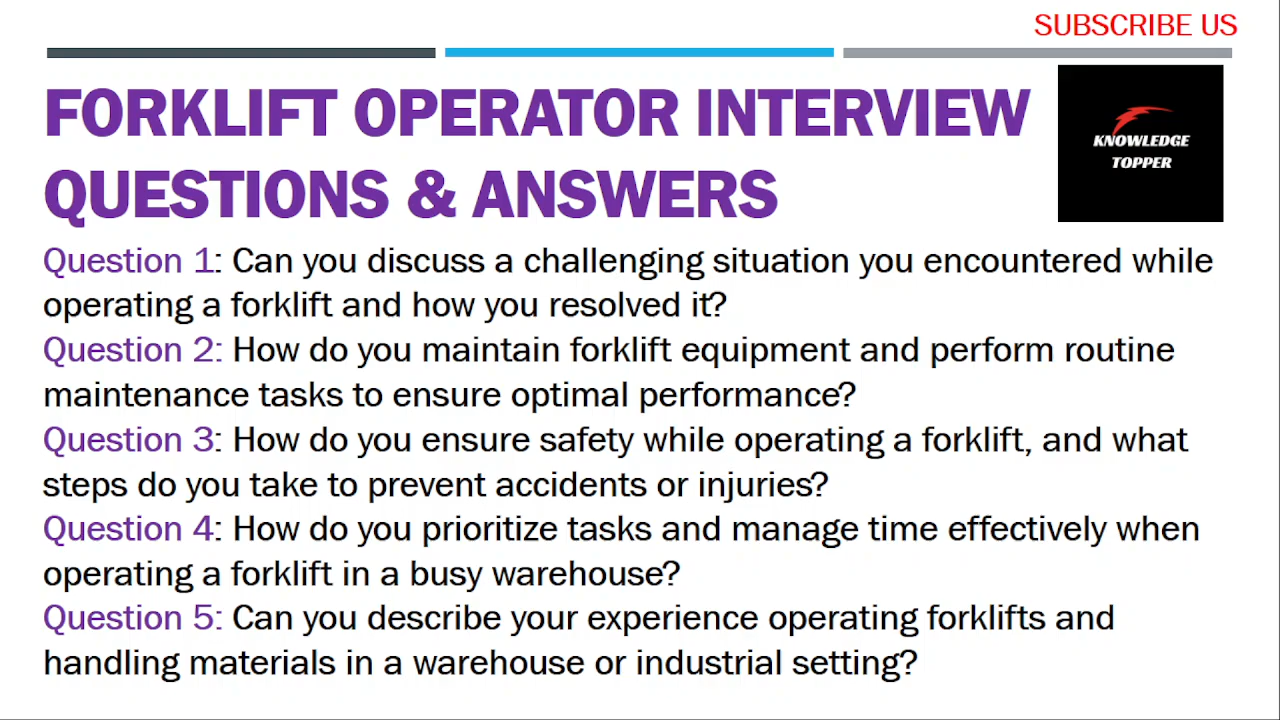 SUBSCRIBE US
FORKLIFT OPERATOR INTERVIEW
QUESTIONS & ANSWERS
KNOWLEDGE
TOPPER
Question 1: Can you discuss a challenging situation you encountered while
operating a forklift and how you resolved it?
Question 2: How do you maintain forklift equipment and perform routine
maintenance tasks to ensure optimal performance?
Question 3: How do you ensure safety while operating a forklift, and what
steps do you take to prevent accidents or injuries?
Question 4: How do you prioritize tasks and manage time effectively when
operating a forklift in a busy warehouse?
Question 5: Can you describe your experience operating forklifts and
handling materials in a warehouse or industrial setting?